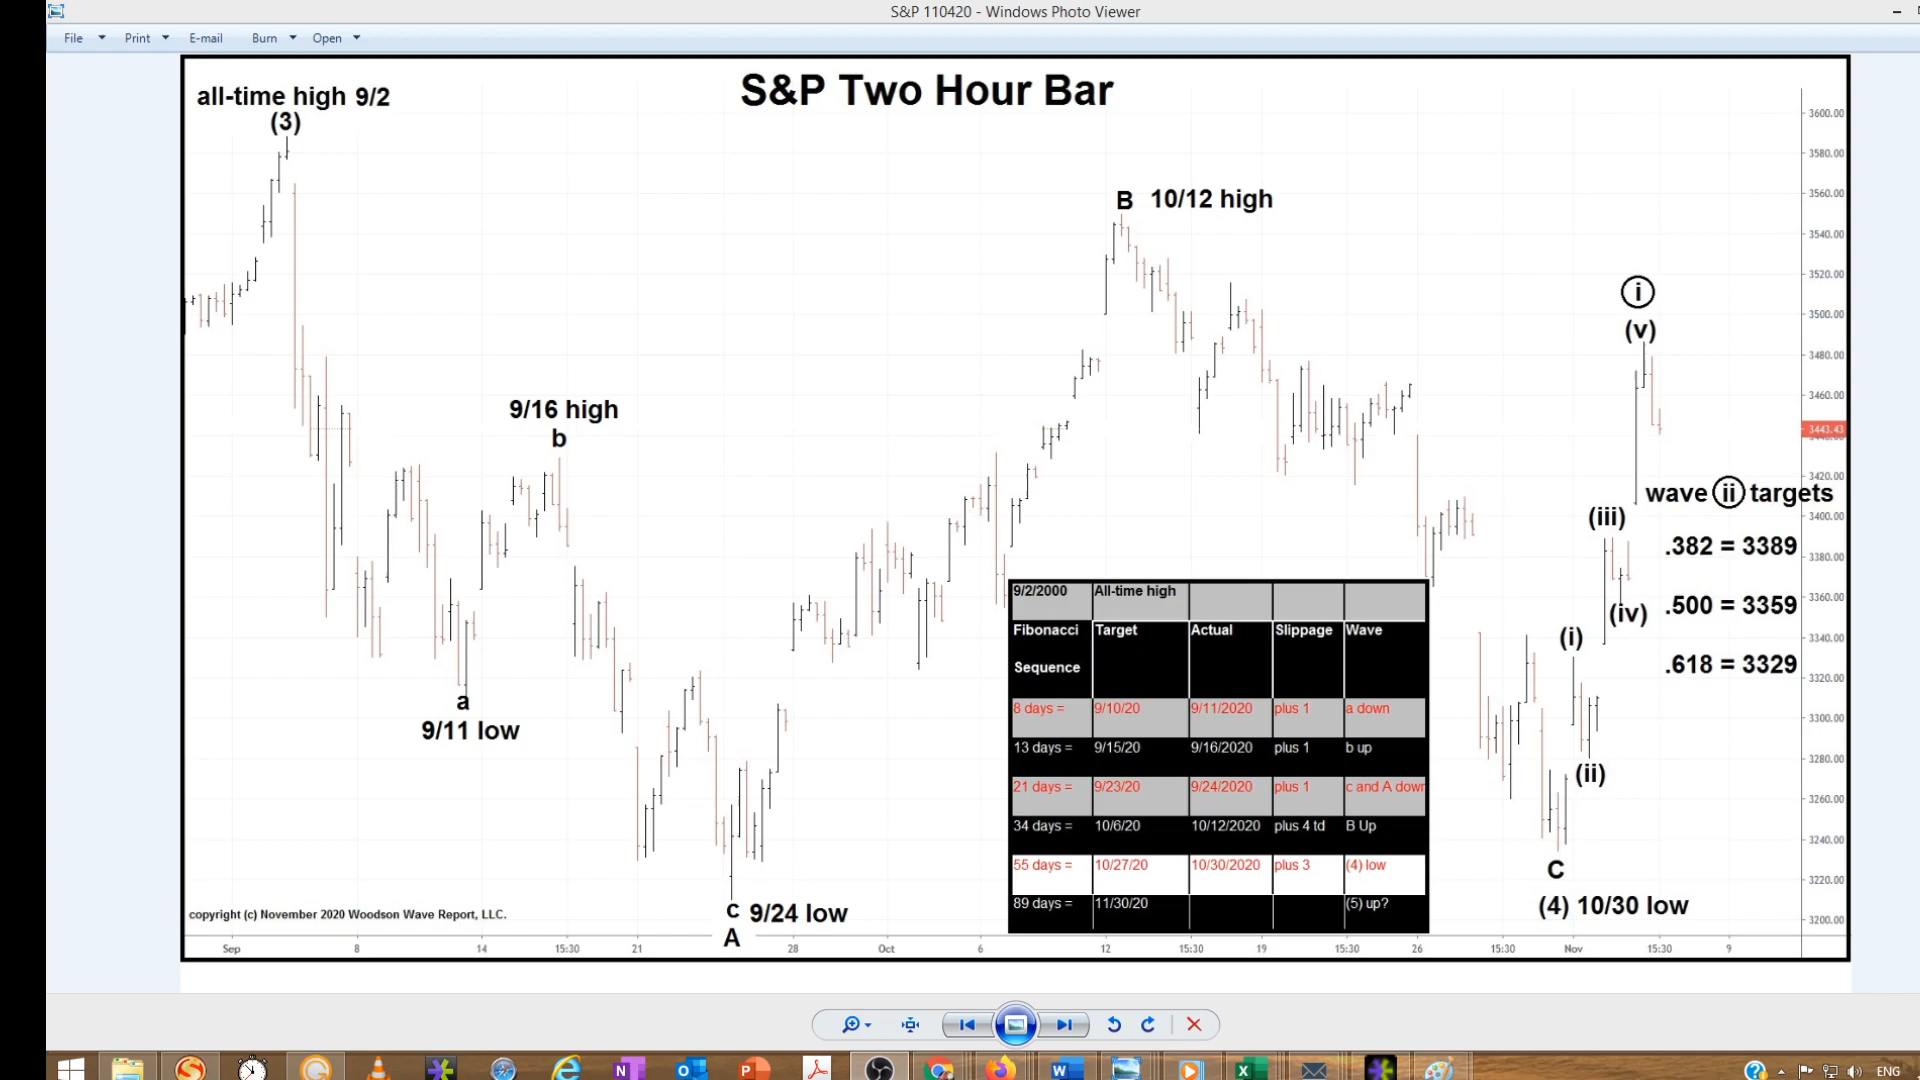 S&P 110420 - Windows Photo Viewer
File Print E-mail Burn Open
S&P Two Hour Bar
all-time high 9/2
(3)
B 10/12 high
9/16 high
b
a
9/11 low
c 9/24 low
A
i
(v)
wave ii targets
(iii)
.382 = 3389
(iv)
.500 = 3359
(i)
.618 = 3329
(ii)
C
(4) 10/30 low
3600.00
3580.00
3560.00
3540.00
3520.00
3500.00
3480.00
3460.00
3443.43
3420.00
3400.00
3380.00
3360.00
3340.00
3320.00
3300.00
3280.00
3260.00
3240.00
3220.00
3200.00
9/2/2000 All-time high
Fibonacci Target Actual Slippage Wave
Sequence
8 days = 9/10/20 9/11/2020 plus 1 a down
13 days = 9/15/20 9/16/2020 plus 1 b up
21 days = 9/23/20 9/24/2020 plus 1 c and A down
34 days = 10/6/20 10/12/2020 plus 4 td B Up
55 days = 10/27/20 10/30/2020 plus 3 (4) low
89 days = 11/30/20 (5) up?
copyright (c) November 2020 Woodson Wave Report, LLC.
Sep 8 14 15:30 21 28 Oct 6 12 15:30 19 15:30 26 15:30 Nov 15:30 9
ENG